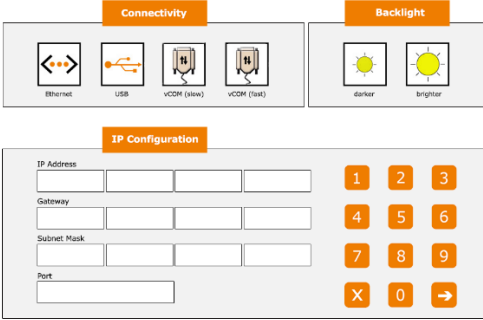 Connectivity
Backlight
Ethernet
USB
vCOM (slow)
vCOM (fast)
darker
brighter
IP Configuration
IP Address
1 2 3
Gateway
4 5 6
Subnet Mask
7 8 9
Port
X 0 ➔